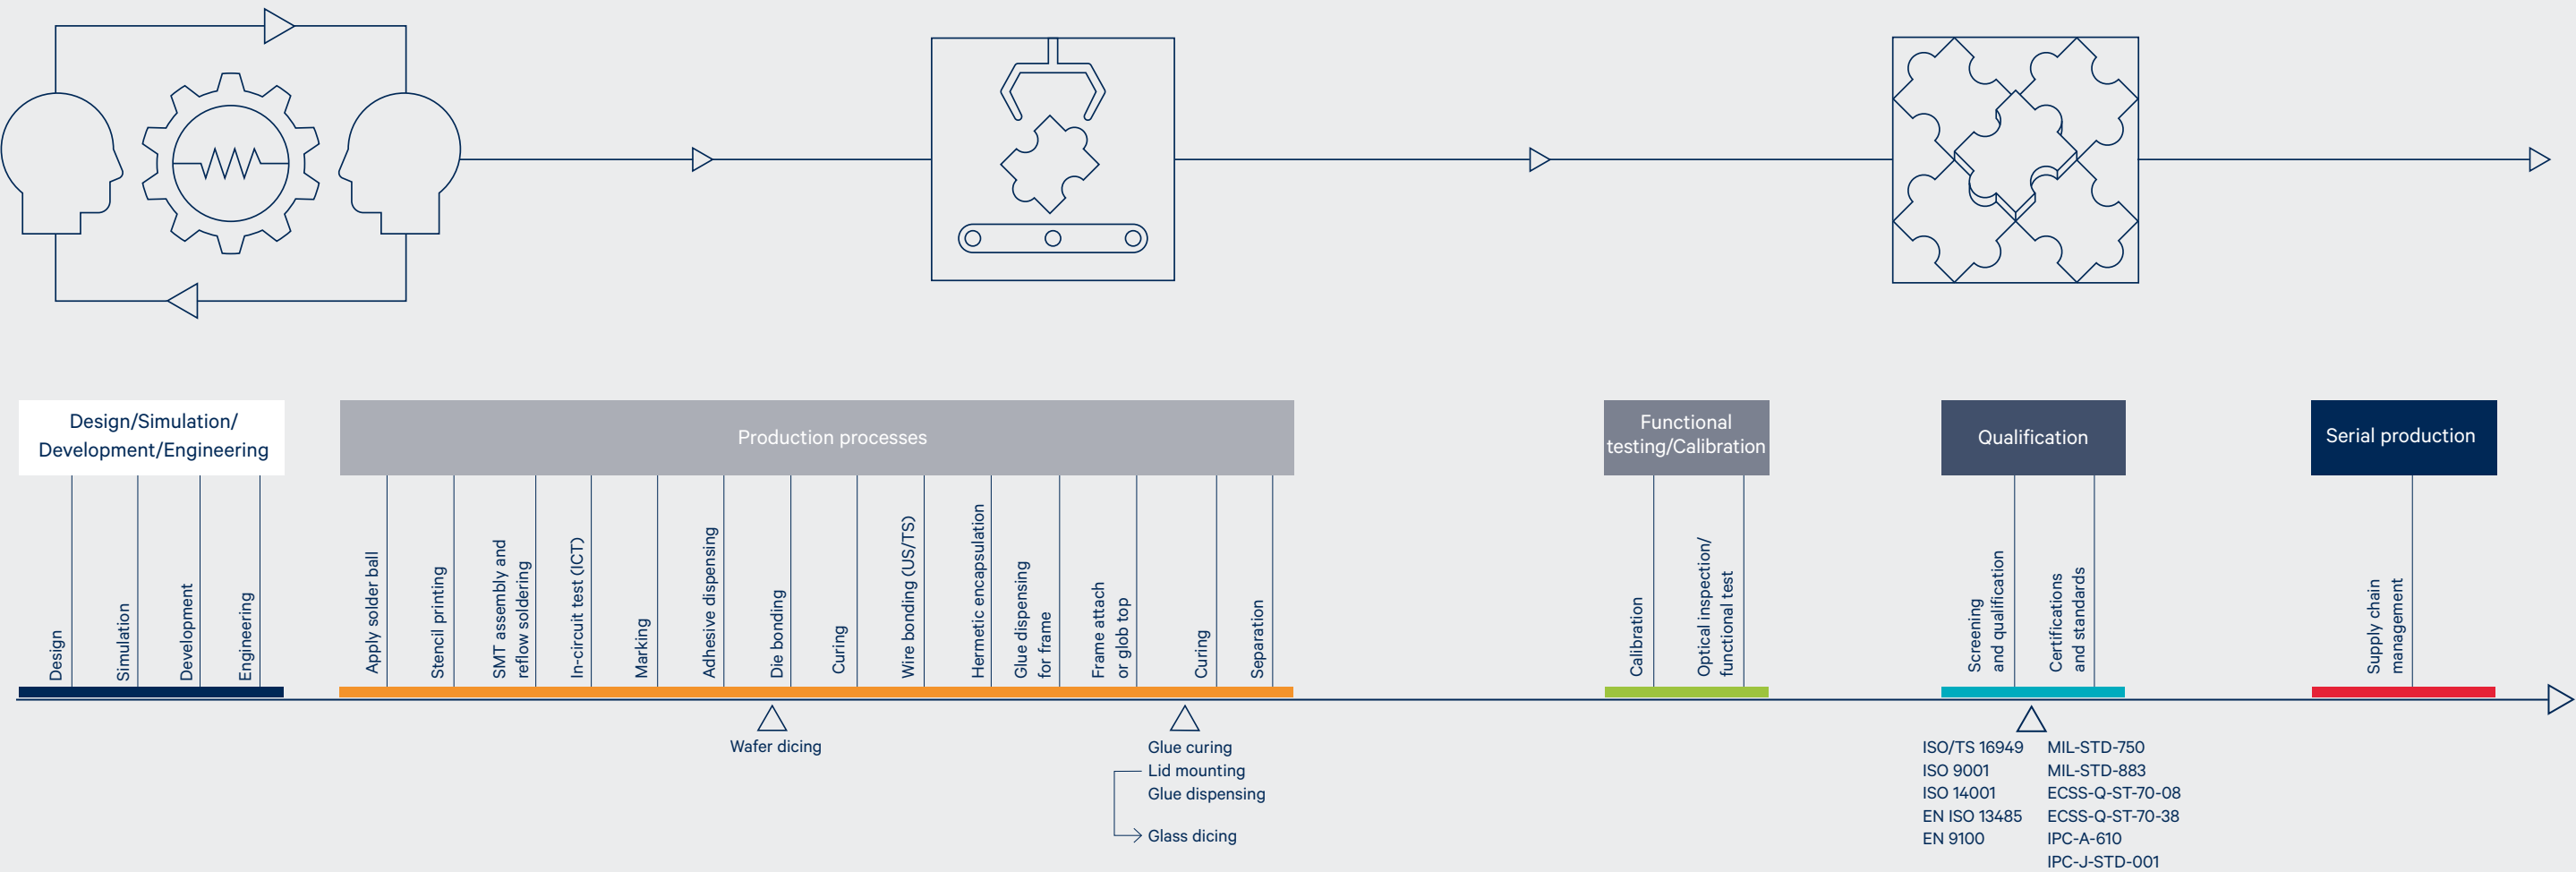 Design/Simulation/
Development/Engineering
Production processes
Functional
testing/Calibration
Qualification
Serial production
Design
Simulation
Development
Engineering
Apply solder ball
Stencil printing
SMT assembly and
reflow soldering
In-circuit test (ICT)
Marking
Adhesive dispensing
Die bonding
Curing
Wire bonding (US/TS)
Hermetic encapsulation
Glue dispensing
for frame
Frame attach
or glob top
Curing
Separation
Calibration
Optical inspection/
functional test
Screening
and qualification
Certifications
and standards
Supply chain
management
Wafer dicing
Glue curing
Lid mounting
Glue dispensing
Glass dicing
ISO/TS 16949
ISO 9001
ISO 14001
EN ISO 13485
EN 9100
MIL-STD-750
MIL-STD-883
ECSS-Q-ST-70-08
ECSS-Q-ST-70-38
IPC-A-610
IPC-J-STD-001